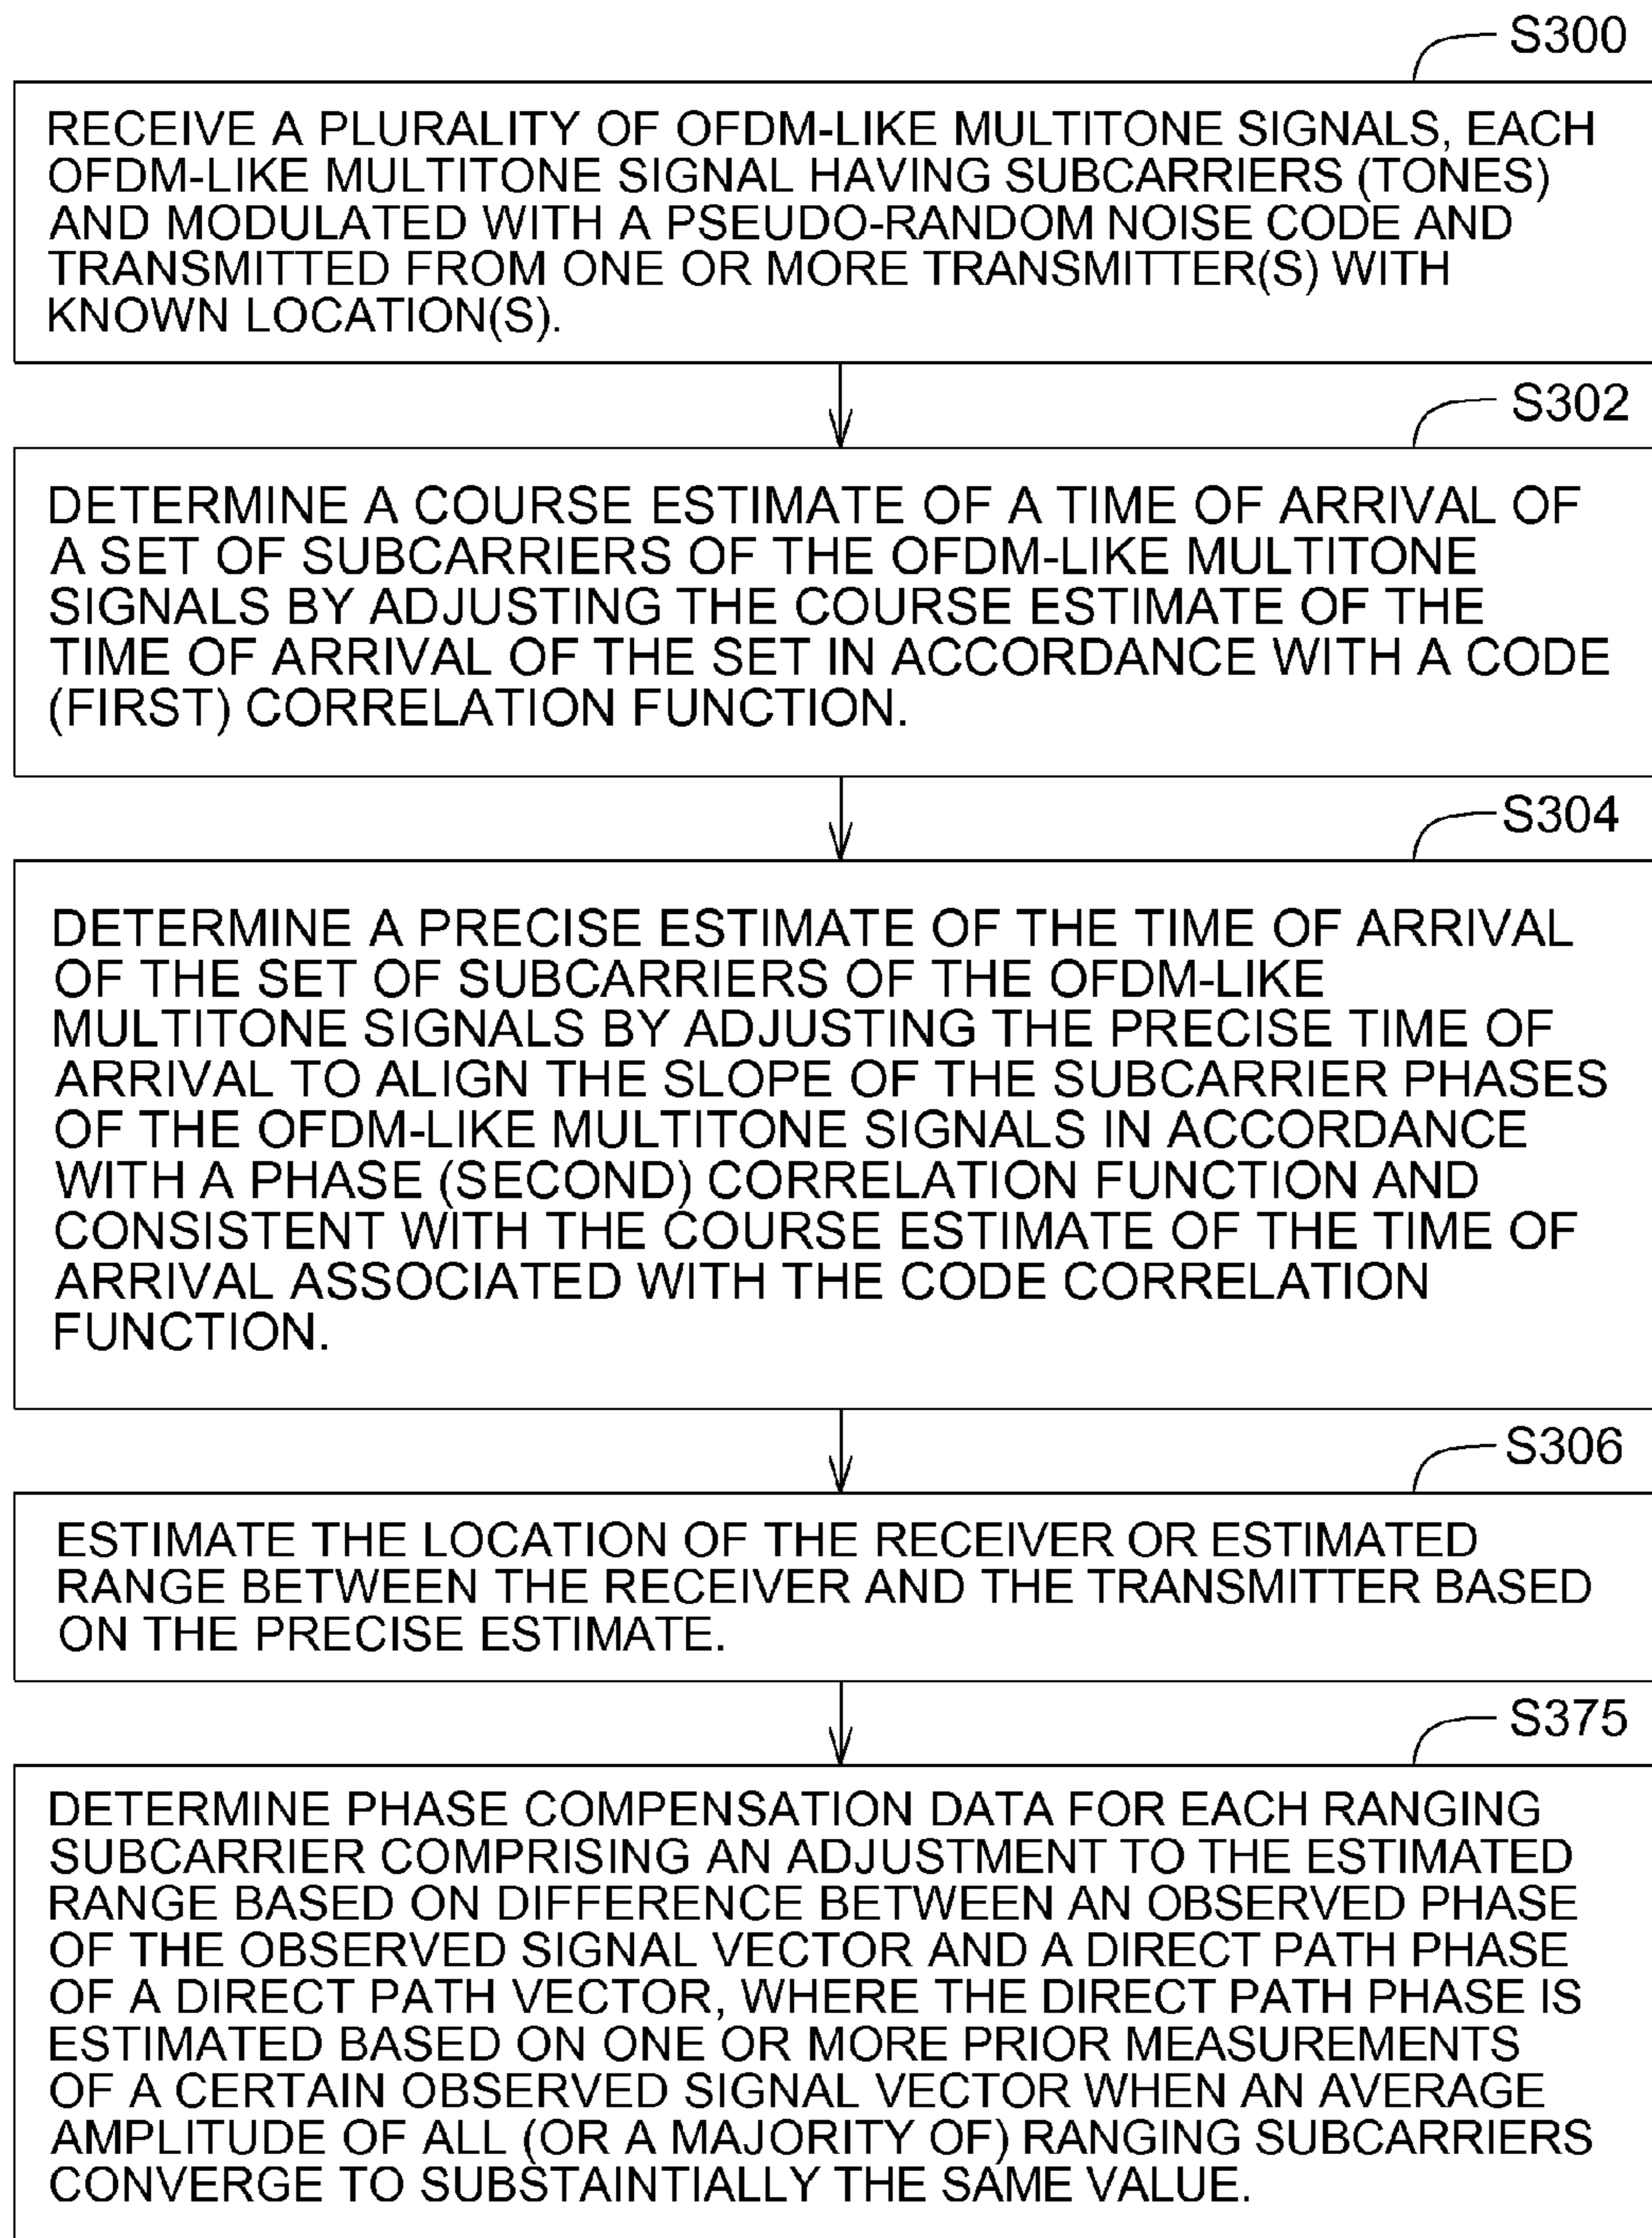 S300
RECEIVE A PLURALITY OF OFDM-LIKE MULTITONE SIGNALS, EACH
OFDM-LIKE MULTITONE SIGNAL HAVING SUBCARRIERS (TONES)
AND MODULATED WITH A PSEUDO-RANDOM NOISE CODE AND
TRANSMITTED FROM ONE OR MORE TRANSMITTER(S) WITH
KNOWN LOCATION(S).
S302
DETERMINE A COURSE ESTIMATE OF A TIME OF ARRIVAL OF
A SET OF SUBCARRIERS OF THE OFDM-LIKE MULTITONE
SIGNALS BY ADJUSTING THE COURSE ESTIMATE OF THE
TIME OF ARRIVAL OF THE SET IN ACCORDANCE WITH A CODE
(FIRST) CORRELATION FUNCTION.
S304
DETERMINE A PRECISE ESTIMATE OF THE TIME OF ARRIVAL
OF THE SET OF SUBCARRIERS OF THE OFDM-LIKE
MULTITONE SIGNALS BY ADJUSTING THE PRECISE TIME OF
ARRIVAL TO ALIGN THE SLOPE OF THE SUBCARRIER PHASES
OF THE OFDM-LIKE MULTITONE SIGNALS IN ACCORDANCE
WITH A PHASE (SECOND) CORRELATION FUNCTION AND
CONSISTENT WITH THE COURSE ESTIMATE OF THE TIME OF
ARRIVAL ASSOCIATED WITH THE CODE CORRELATION
FUNCTION.
S306
ESTIMATE THE LOCATION OF THE RECEIVER OR ESTIMATED
RANGE BETWEEN THE RECEIVER AND THE TRANSMITTER BASED
ON THE PRECISE ESTIMATE.
S375
DETERMINE PHASE COMPENSATION DATA FOR EACH RANGING
SUBCARRIER COMPRISING AN ADJUSTMENT TO THE ESTIMATED
RANGE BASED ON DIFFERENCE BETWEEN AN OBSERVED PHASE
OF THE OBSERVED SIGNAL VECTOR AND A DIRECT PATH PHASE
OF A DIRECT PATH VECTOR, WHERE THE DIRECT PATH PHASE IS
ESTIMATED BASED ON ONE OR MORE PRIOR MEASUREMENTS
OF A CERTAIN OBSERVED SIGNAL VECTOR WHEN AN AVERAGE
AMPLITUDE OF ALL (OR A MAJORITY OF) RANGING SUBCARRIERS
CONVERGE TO SUBSTAINTIALLY THE SAME VALUE.